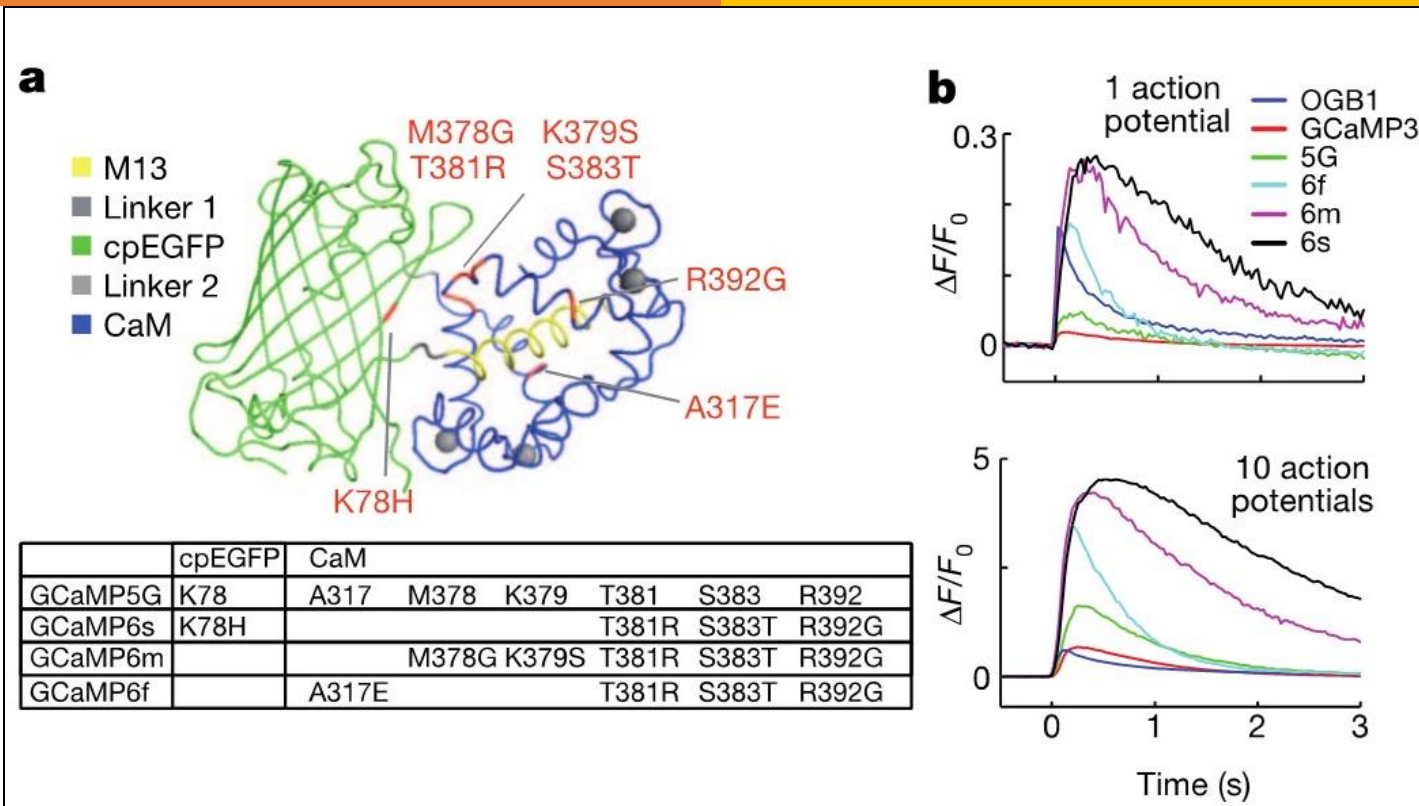 a
M13
Linker 1
cpEGFP
Linker 2
CaM
M378G K379S
T381R S383T
R392G
A317E
K78H
cpEGFP CaM
GCaMP5G K78 A317 M378 K379 T381 S383 R392
GCaMP6s K78H T381R S383T R392G
GCaMP6m M378G K379S T381R S383T R392G
GCaMP6f A317E T381R S383T R392G
b
1 action
potential
OGB1
GCaMP3
5G
6f
6m
6s
0.3
0
ΔF/F0
10 action
potentials
5
0
ΔF/F0
0 1 2 3
Time (s)